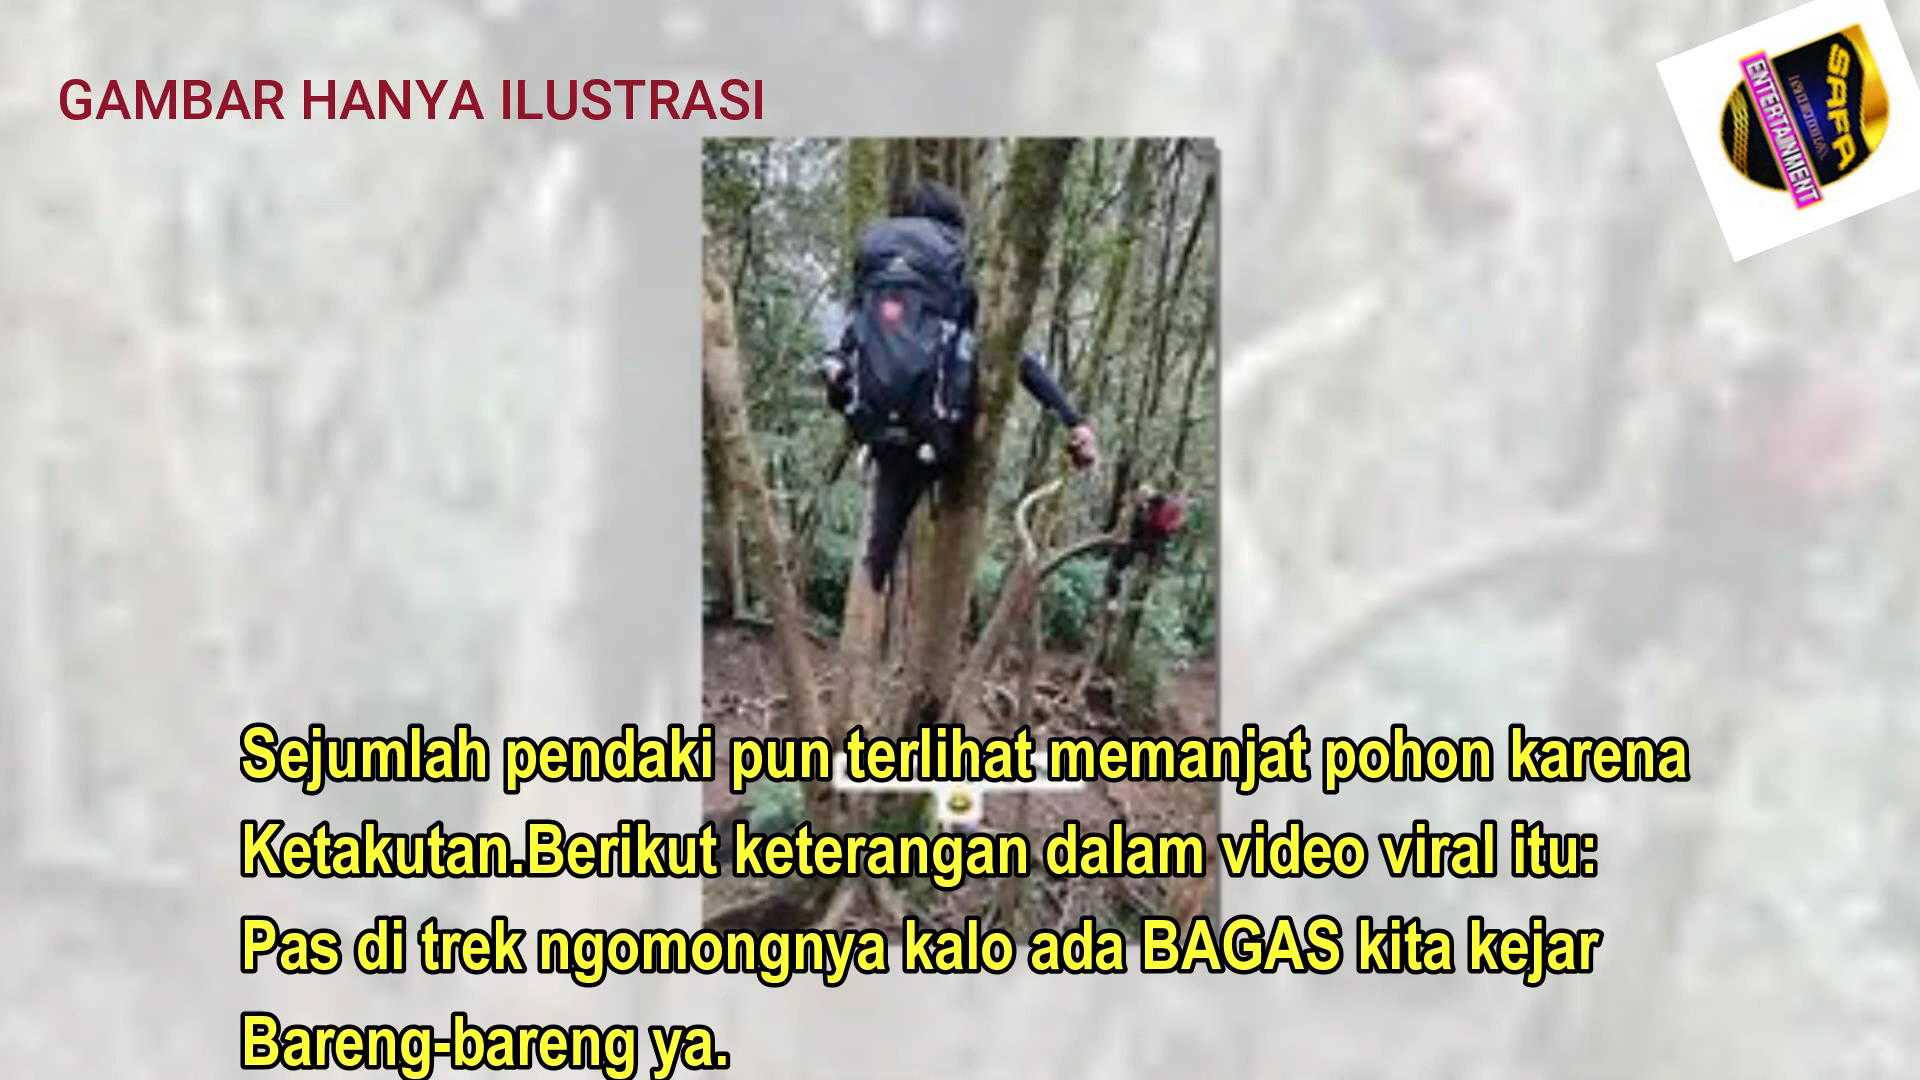 GAMBAR HANYA ILUSTRASI
SAFA
ENTERTAINMENT
Sejumlah pendaki pun terlihat memanjat pohon karena
Ketakutan.Berikut keterangan dalam video viral itu:
Pas di trek ngomongnya kalo ada BAGAS kita kejar
Bareng-bareng ya.